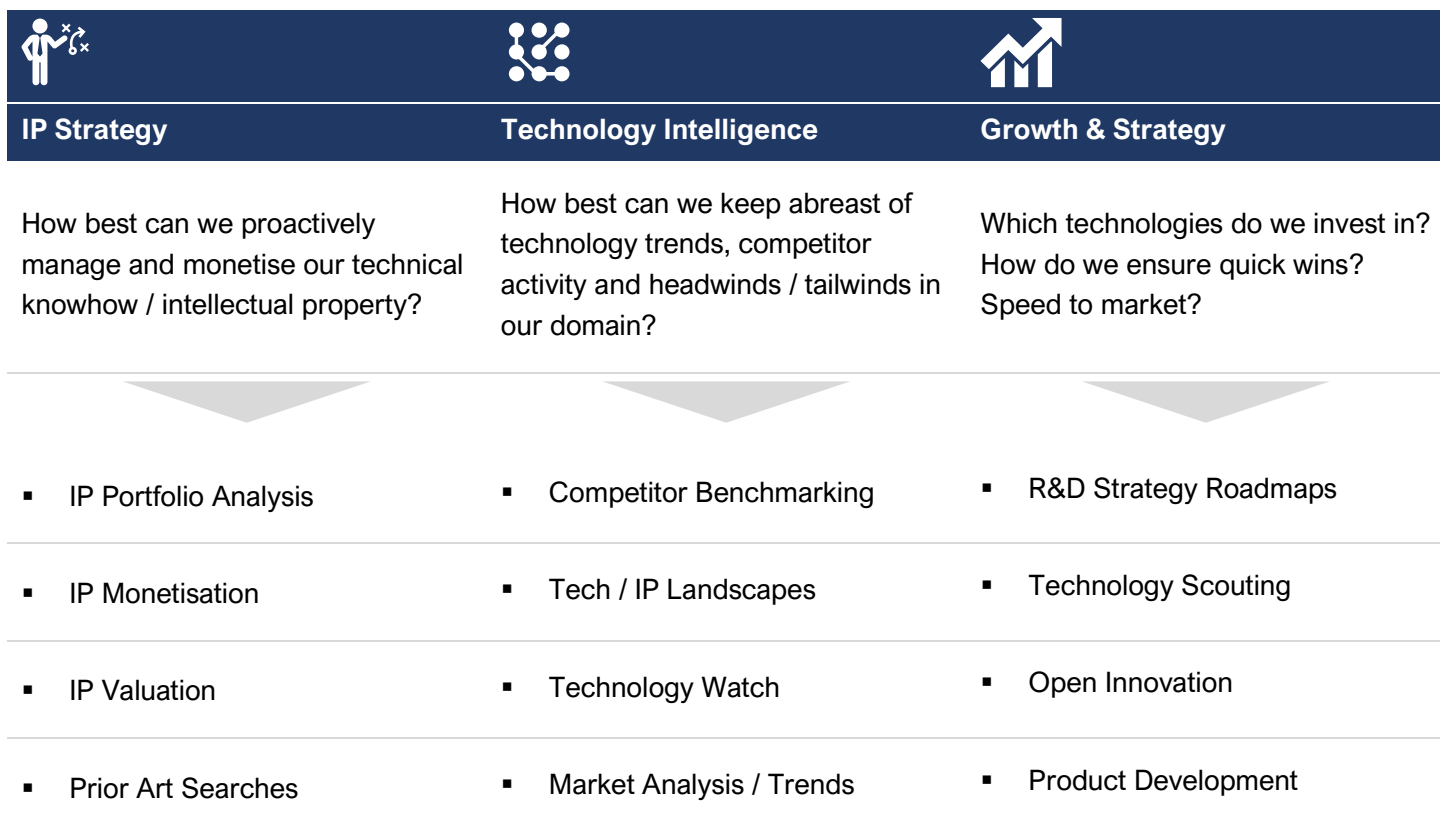 IP Strategy
Technology Intelligence
Growth & Strategy
How best can we proactively
manage and monetise our technical
knowhow / intellectual property?
How best can we keep abreast of
technology trends, competitor
activity and headwinds / tailwinds in
our domain?
Which technologies do we invest in?
How do we ensure quick wins?
Speed to market?
▪ IP Portfolio Analysis
▪ Competitor Benchmarking
▪ R&D Strategy Roadmaps
▪ IP Monetisation
▪ Tech / IP Landscapes
▪ Technology Scouting
▪ IP Valuation
▪ Technology Watch
▪ Open Innovation
▪ Prior Art Searches
▪ Market Analysis / Trends
▪ Product Development